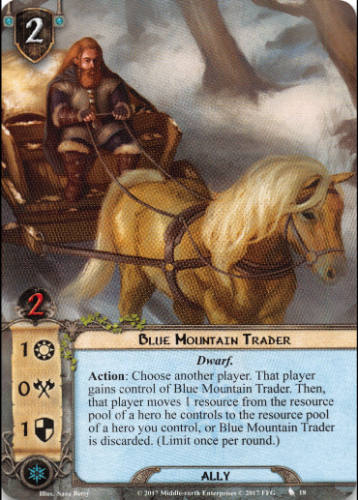 2
2
1
0
1
Blue Mountain Trader
Dwarf.
Action: Choose another player. That player
gains control of Blue Mountain Trader. Then,
that player moves 1 resource from the resource
pool of a hero he controls to the resource pool
of a hero you control, or Blue Mountain Trader
is discarded. (Limit once per round.)
ALLY
Illus. Sara Betsy © 2017 Middle-earth Enterprises © 2017 FFG 18